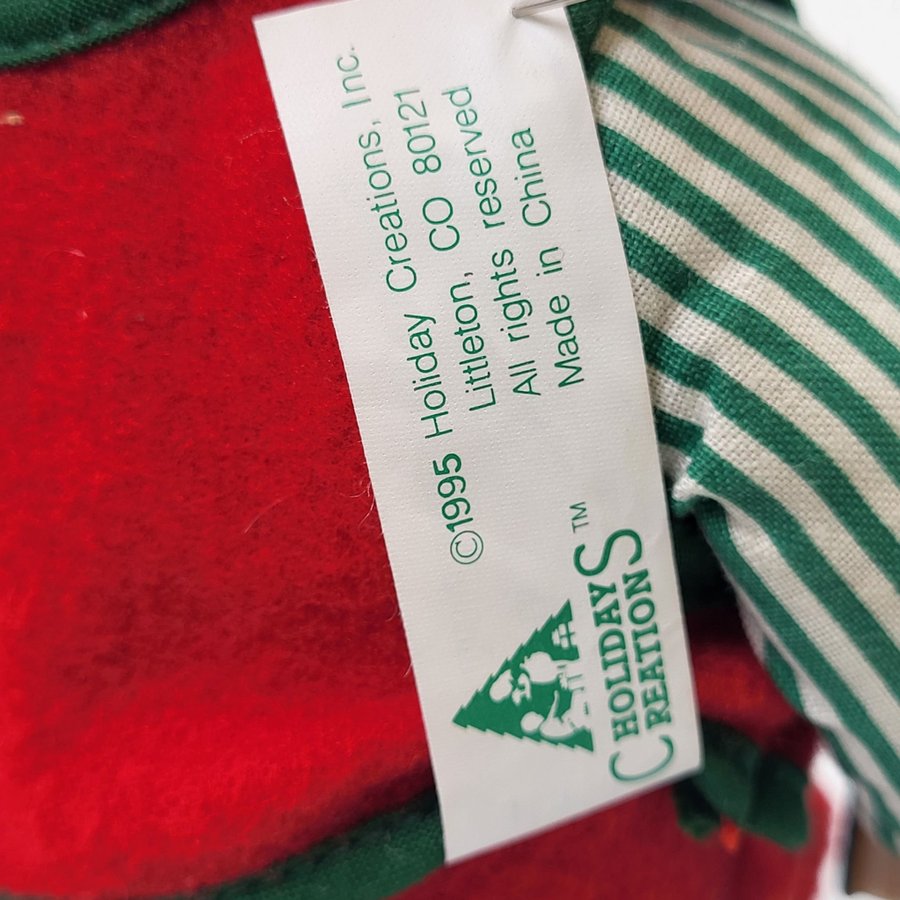 ©1995 Holiday Creations, Inc.
Littleton, CO 80121
All rights reserved
Made in China
HOLIDAY CREATIONS™